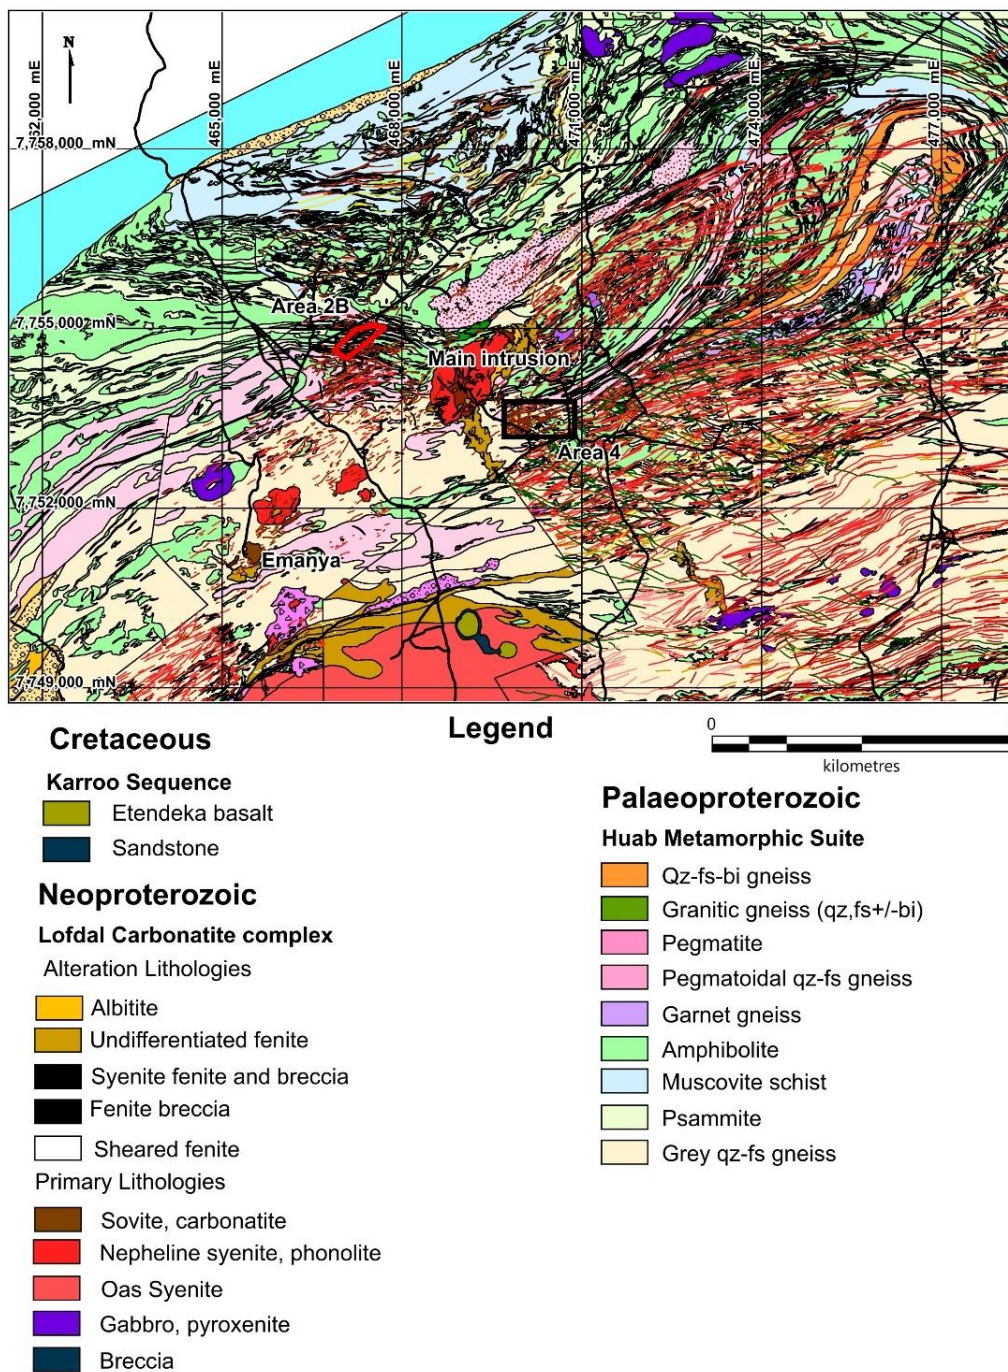 N
7,762,000 mE
465,000 mE
468,000 mE
471,000 mE
474,000 mE
477,000 mE
7,758,000 mN
Area 2B
7,755,000 mN
Main intrusion
Area 4
7,752,000 mN
Emanya
7,749,000 mN
Legend
0
kilometres
Cretaceous
Karroo Sequence
Etendeka basalt
Sandstone
Neoproterozoic
Lofdal Carbonatite complex
Alteration Lithologies
Albitite
Undifferentiated fenite
Syenite fenite and breccia
Fenite breccia
Sheared fenite
Primary Lithologies
Sovite, carbonatite
Nepheline syenite, phonolite
Oas Syenite
Gabbro, pyroxenite
Breccia
Palaeoproterozoic
Huab Metamorphic Suite
Qz-fs-bi gneiss
Granitic gneiss (qz,fs+/-bi)
Pegmatite
Pegmatoidal qz-fs gneiss
Garnet gneiss
Amphibolite
Muscovite schist
Psammite
Grey qz-fs gneiss